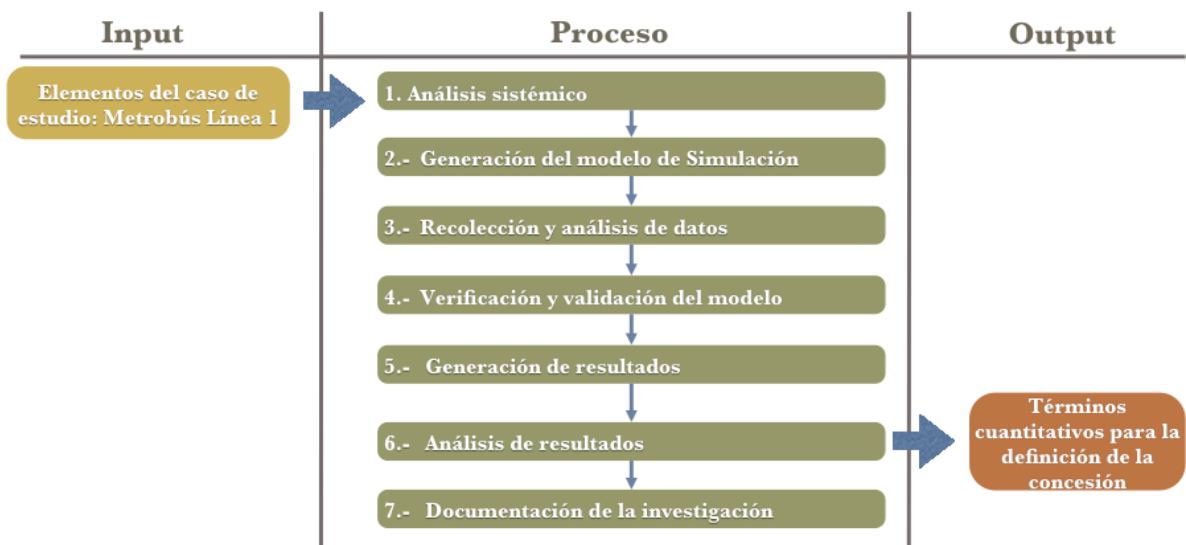 Input
Proceso
Output
Elementos del caso de
estudio: Metrobús Línea 1
1. Análisis sistémico
2.- Generación del modelo de Simulación
3.- Recolección y análisis de datos
4.- Verificación y validación del modelo
5.- Generación de resultados
6.- Análisis de resultados
7.- Documentación de la investigación
Términos
cuantitativos para la
definición de la
concesión